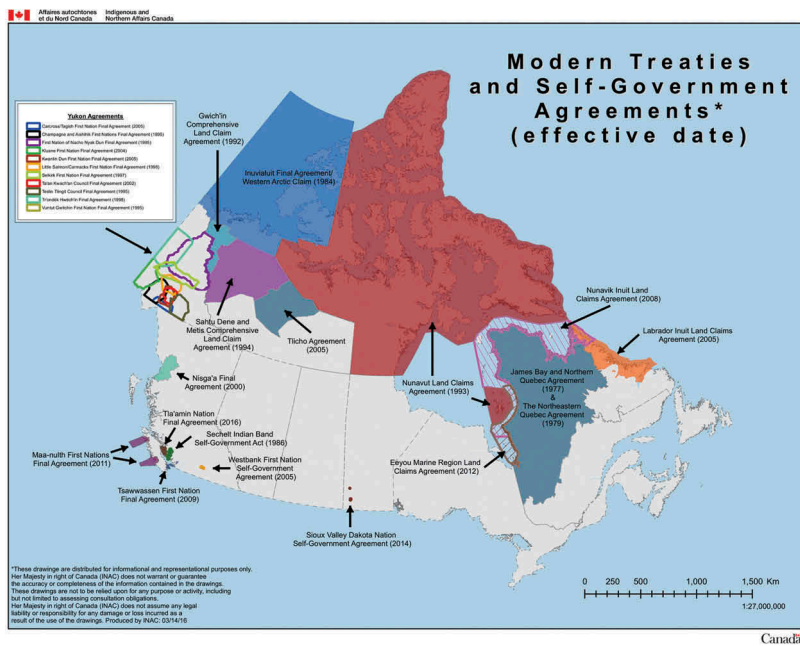 Affaires autochtones
et du Nord Canada
Indigenous and
Northern Affairs Canada
Modern Treaties
and Self-Government
Agreements*
(effective date)
Yukon Agreements
Carcross/Tagish First Nation Final Agreement (2005)
Champagne and Aishihik First Nations Final Agreement (1995)
First Nation of Nacho Nyak Dun Final Agreement (1995)
Kluane First Nation Final Agreement (2004)
Kwanlin Dun First Nation Final Agreement (2005)
Little Salmon/Carmacks First Nation Final Agreement (1998)
Selkirk First Nation Final Agreement (1997)
Ta'an Kwach'an Council Final Agreement (2002)
Teslin Tlingit Council Final Agreement (1995)
Tr'ondëk Hwëch'in Final Agreement (1998)
Vuntut Gwitchin First Nation Final Agreement (1995)
Gwich'in
Comprehensive
Land Claim
Agreement (1992)
Inuvialuit Final Agreement/
Western Arctic Claim (1984)
Sahtu Dene and
Metis Comprehensive
Land Claim
Agreement (1994)
Tlicho Agreement
(2005)
Nunavik Inuit Land
Claims Agreement (2008)
Labrador Inuit Land Claims
Agreement (2005)
Nunavut Land Claims
Agreement (1993)
James Bay and Northern
Quebec Agreement
(1977)
&
The Northeastern
Quebec Agreement
(1979)
Eeyou Marine Region Land
Claims Agreement (2012)
Nisga'a Final
Agreement (2000)
Tla'amin Nation
Final Agreement (2016)
Sechelt Indian Band
Self-Government Act (1986)
Maa-nulth First Nations
Final Agreement (2011)
Westbank First Nation
Self-Government
Agreement (2005)
Tsawwassen First Nation
Final Agreement (2009)
Sioux Valley Dakota Nation
Self-Government Agreement (2014)
*These drawings are distributed for informational and representational purposes only.
Her Majesty in right of Canada (INAC) does not warrant or guarantee
the accuracy or completeness of the information contained in the drawings.
These drawings are not to be relied upon for any purpose or activity, including
but not limited to assessing consultation obligations.
Her Majesty in right of Canada (INAC) does not assume any legal
liability or responsibility for any damage or loss incurred as a
result of the use of the drawings. Produced by INAC: 03/14/16
0 250 500 1,000 1,500 Km
1:27,000,000
Canada